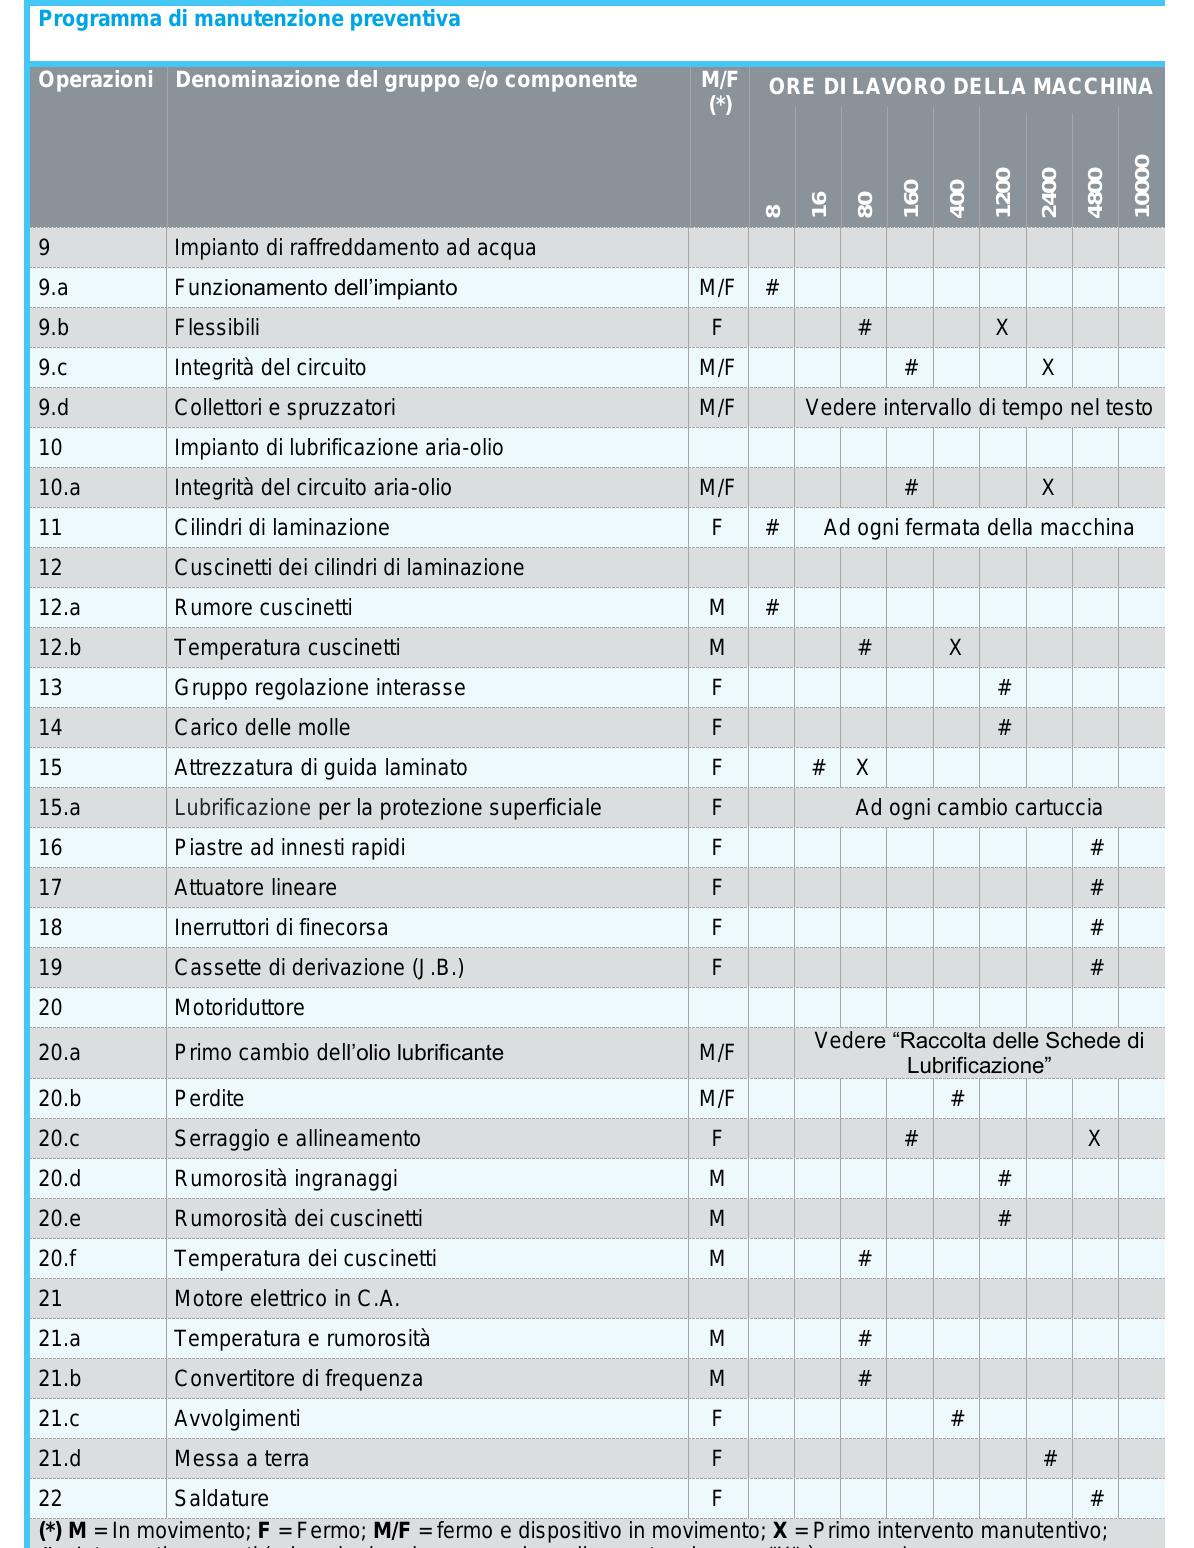 Programma di manutenzione preventiva
Operazioni Denominazione del gruppo e/o componente M/F (*) ORE DI LAVORO DELLA MACCHINA
8 16 80 160 400 1200 2400 4800 10000
9 Impianto di raffreddamento ad acqua
9.a Funzionamento dell’impianto M/F #
9.b Flessibili F # X
9.c Integrità del circuito M/F # X
9.d Collettori e spruzzatori M/F Vedere intervallo di tempo nel testo
10 Impianto di lubrificazione aria-olio
10.a Integrità del circuito aria-olio M/F # X
11 Cilindri di laminazione F # Ad ogni fermata della macchina
12 Cuscinetti dei cilindri di laminazione
12.a Rumore cuscinetti M #
12.b Temperatura cuscinetti M # X
13 Gruppo regolazione interasse F #
14 Carico delle molle F #
15 Attrezzatura di guida laminato F # X
15.a Lubrificazione per la protezione superficiale F Ad ogni cambio cartuccia
16 Piastre ad innesti rapidi F #
17 Attuatore lineare F #
18 Inerruttori di finecorsa F #
19 Cassette di derivazione (J.B.) F #
20 Motoriduttore
20.a Primo cambio dell’olio lubrificante M/F Vedere “Raccolta delle Schede di
Lubrificazione”
20.b Perdite M/F #
20.c Serraggio e allineamento F # X
20.d Rumorosità ingranaggi M #
20.e Rumorosità dei cuscinetti M #
20.f Temperatura dei cuscinetti M #
21 Motore elettrico in C.A.
21.a Temperatura e rumorosità M #
21.b Convertitore di frequenza M #
21.c Avvolgimenti F #
21.d Messa a terra F #
22 Saldature F #
(*) M = In movimento; F = Fermo; M/F = fermo e dispositivo in movimento; X = Primo intervento manutentivo;